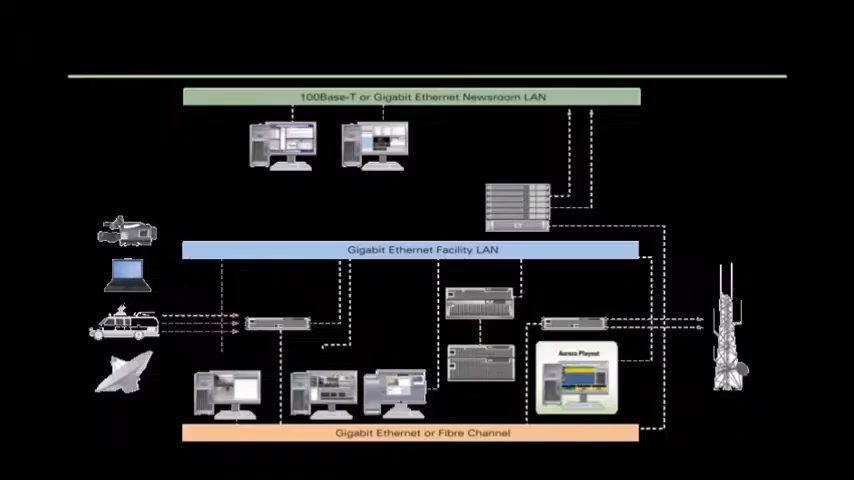 100Base-T or Gigabit Ethernet Newsroom LAN
Gigabit Ethernet Facility LAN
Aurora Playout
Gigabit Ethernet or Fibre Channel